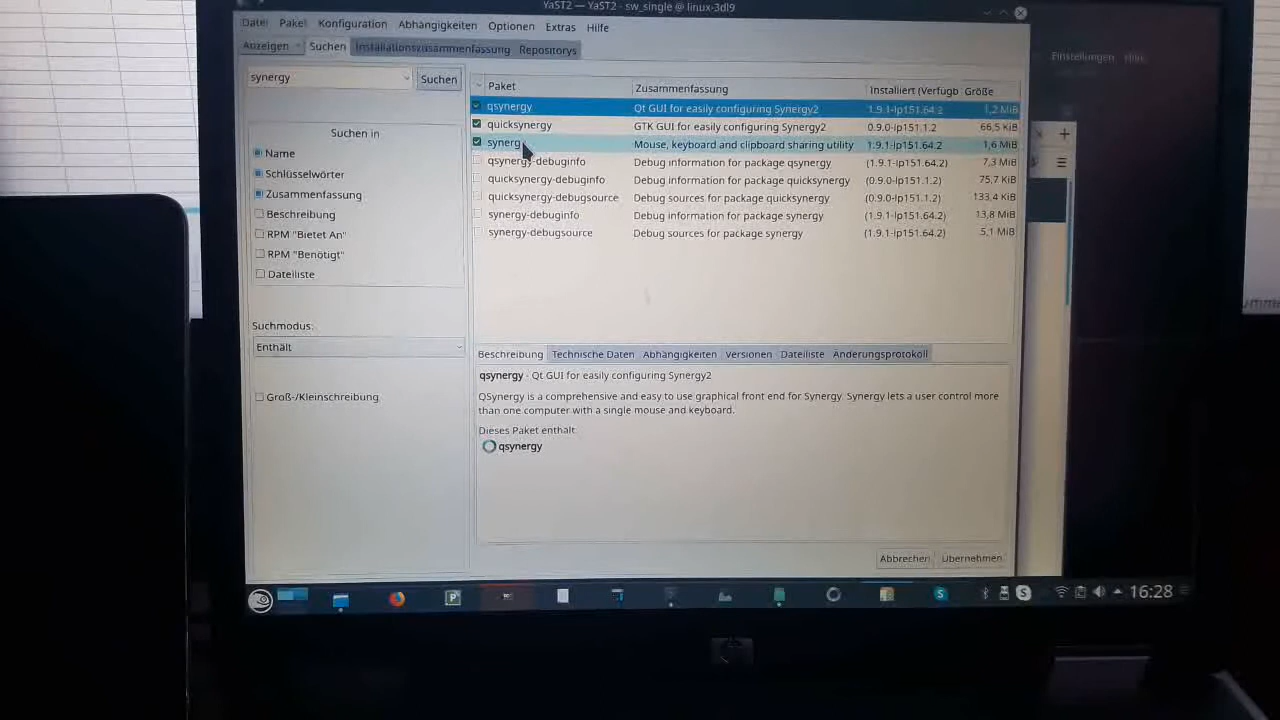 YaST2 — YaST2 - sw_single @ linux-3dl9
Datei Paket Konfiguration Abhängigkeiten Optionen Extras Hilfe
Anzeigen Suchen Installationszusammenfassung Repositorys
synergy Suchen
Suchen in
Name
Schlüsselwörter
Zusammenfassung
Beschreibung
RPM "Bietet An"
RPM "Benötigt"
Dateiliste
Suchmodus:
Enthält
Groß-/Kleinschreibung
Paket Zusammenfassung Installiert (Verfügb Größe
qsynergy Qt GUI for easily configuring Synergy2 1.9.1-lp151.64.2 1,2 MiB
quicksynergy GTK GUI for easily configuring Synergy2 0.9.0-lp151.1.2 66,5 KiB
synergy Mouse, keyboard and clipboard sharing utility 1.9.1-lp151.64.2 1,6 MiB
qsynergy-debuginfo Debug information for package qsynergy (1.9.1-lp151.64.2) 7,3 MiB
quicksynergy-debuginfo Debug information for package quicksynergy (0.9.0-lp151.1.2) 75,7 KiB
quicksynergy-debugsource Debug sources for package quicksynergy (0.9.0-lp151.1.2) 133,4 KiB
synergy-debuginfo Debug information for package synergy (1.9.1-lp151.64.2) 13,8 MiB
synergy-debugsource Debug sources for package synergy (1.9.1-lp151.64.2) 5,1 MiB
Beschreibung Technische Daten Abhängigkeiten Versionen Dateiliste Änderungsprotokoll
qsynergy - Qt GUI for easily configuring Synergy2
QSynergy is a comprehensive and easy to use graphical front end for Synergy. Synergy lets a user control more
than one computer with a single mouse and keyboard.
Dieses Paket enthält
qsynergy
Abbrechen Übernehmen
Einstellungen Hilfe
16:28